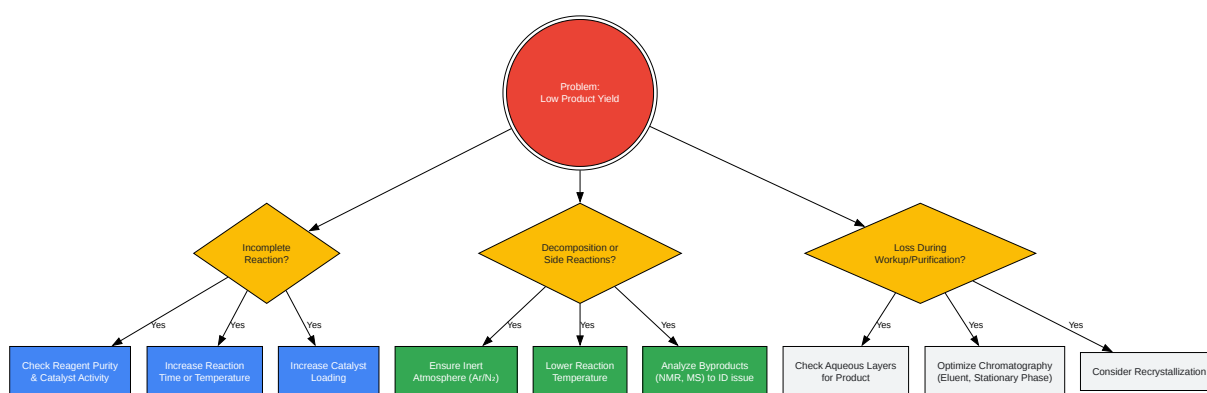 Problem:
Low Product Yield
Incomplete
Reaction?
Decomposition or
Side Reactions?
Loss During
Workup/Purification?
Yes
Yes
Yes
Yes
Yes
Yes
Yes
Yes
Yes
Check Reagent Purity
& Catalyst Activity
Increase Reaction
Time or Temperature
Increase Catalyst
Loading
Ensure Inert
Atmosphere (Ar/N₂)
Lower Reaction
Temperature
Analyze Byproducts
(NMR, MS) to ID issue
Check Aqueous Layers
for Product
Optimize Chromatography
(Eluent, Stationary Phase)
Consider Recrystallization